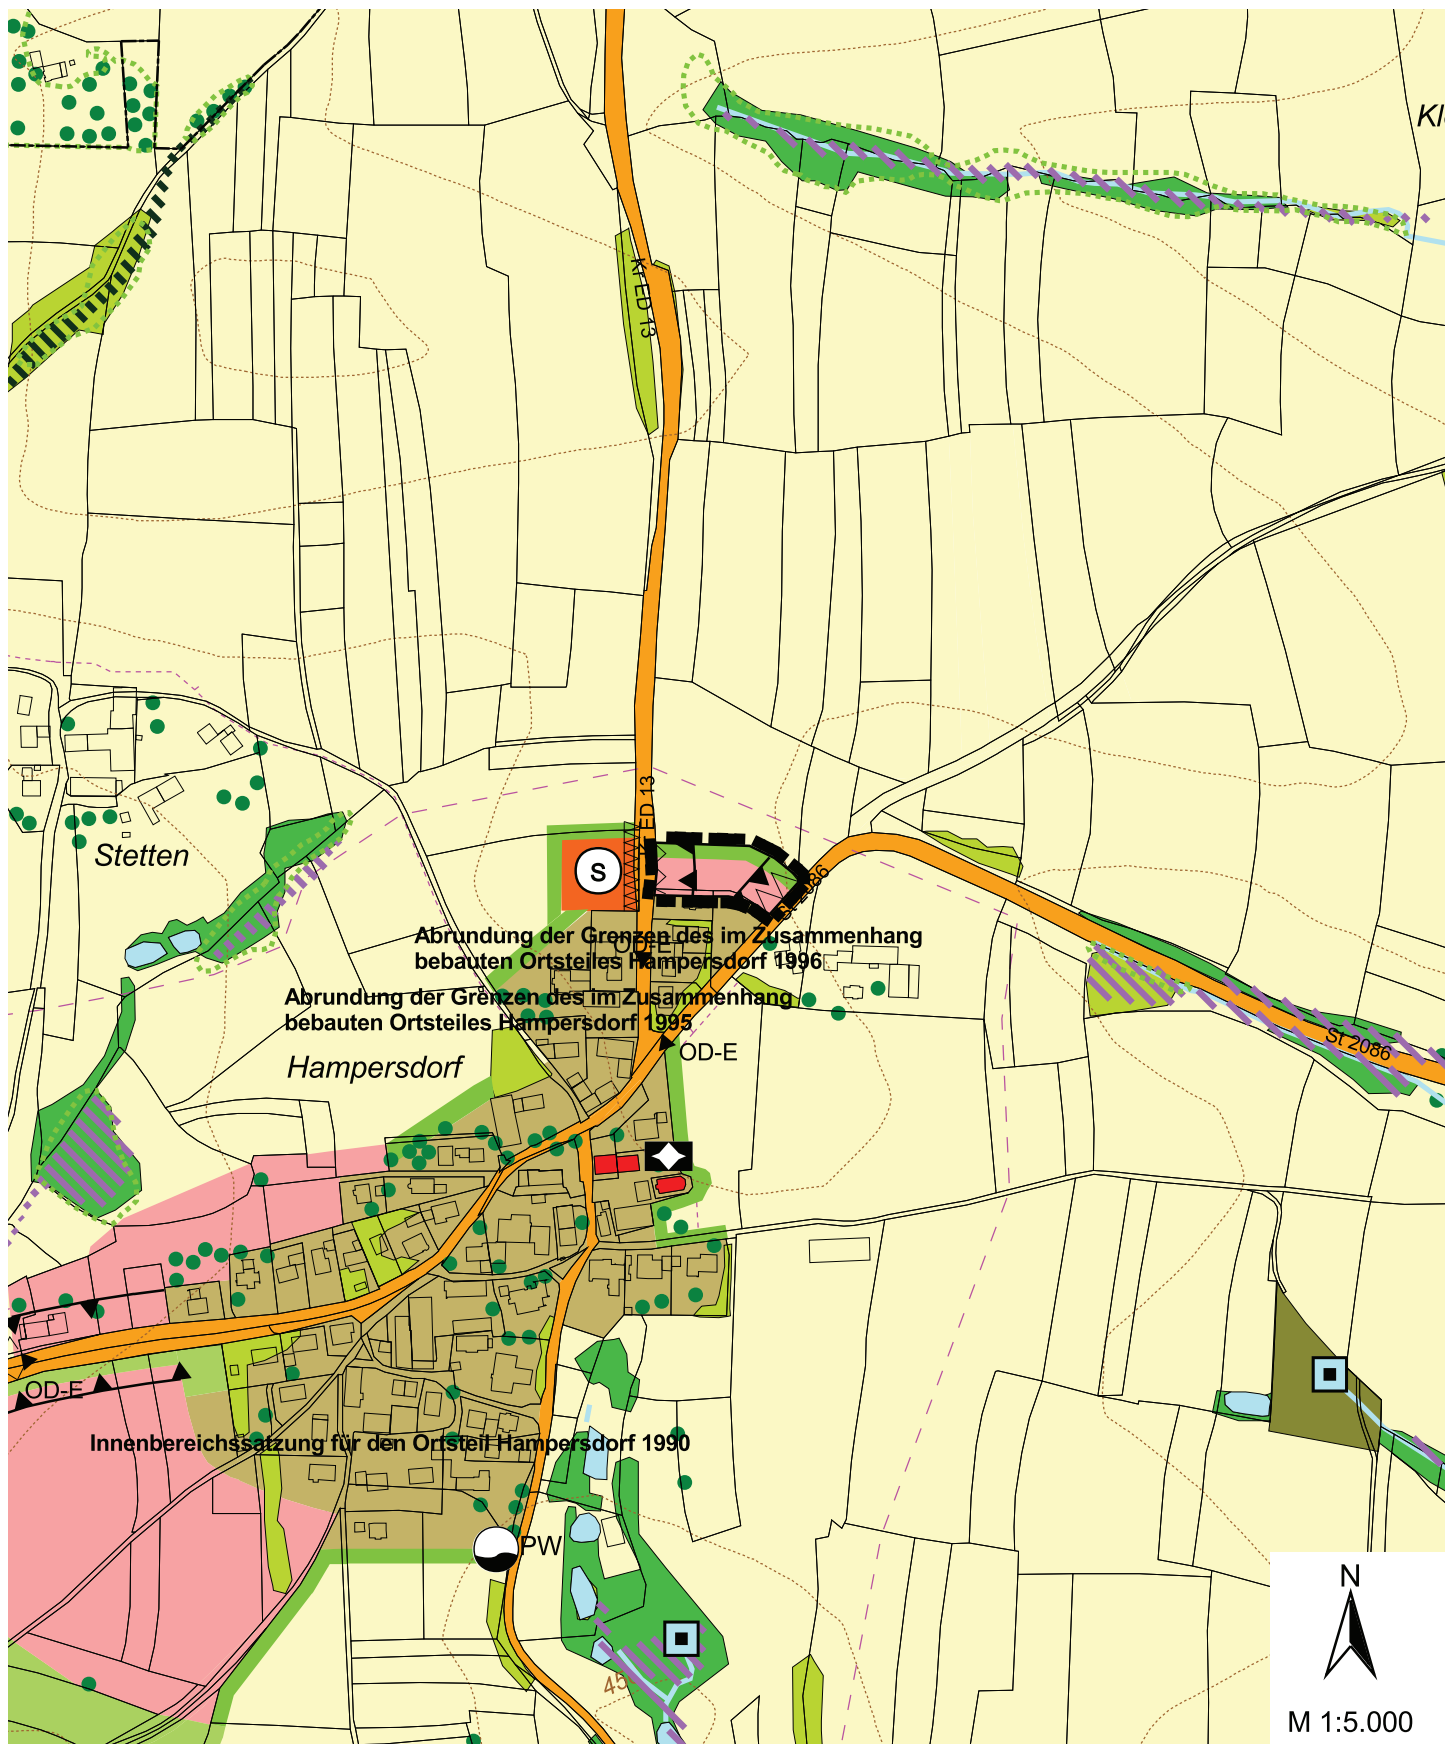 Kl
Kr ED 13
Kr ED 13
Stetten
S
St 2086
Abrundung der Grenzen des im Zusammenhang
bebauten Ortsteiles Hampersdorf 1996
OD-E
Abrundung der Grenzen des im Zusammenhang
bebauten Ortsteiles Hampersdorf 1995
St 2086
OD-E
Hampersdorf
OD-E
Innenbereichssatzung für den Ortsteil Hampersdorf 1990
PW
N
M 1:5.000